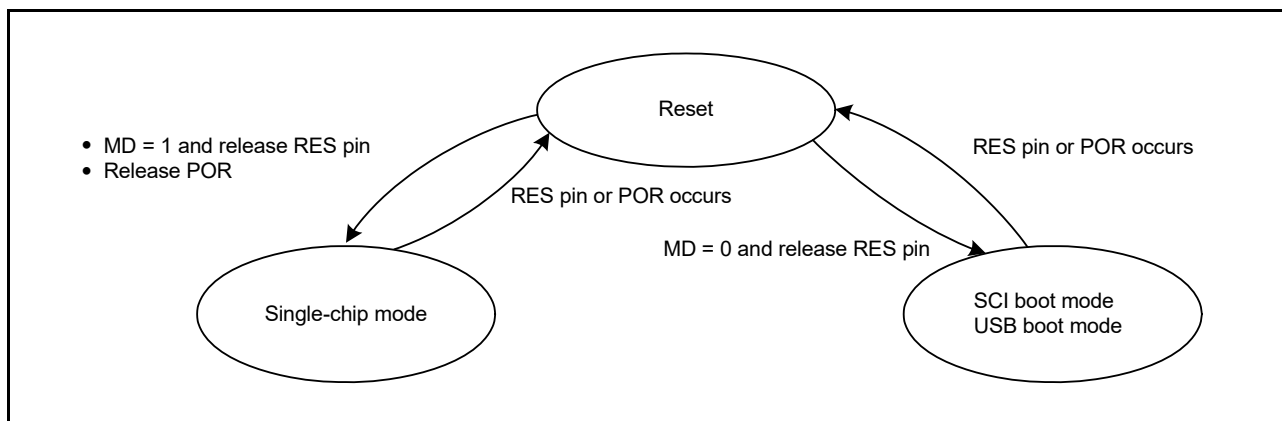 Reset
• MD = 1 and release RES pin
• Release POR
RES pin or POR occurs
RES pin or POR occurs
MD = 0 and release RES pin
Single-chip mode
SCI boot mode
USB boot mode